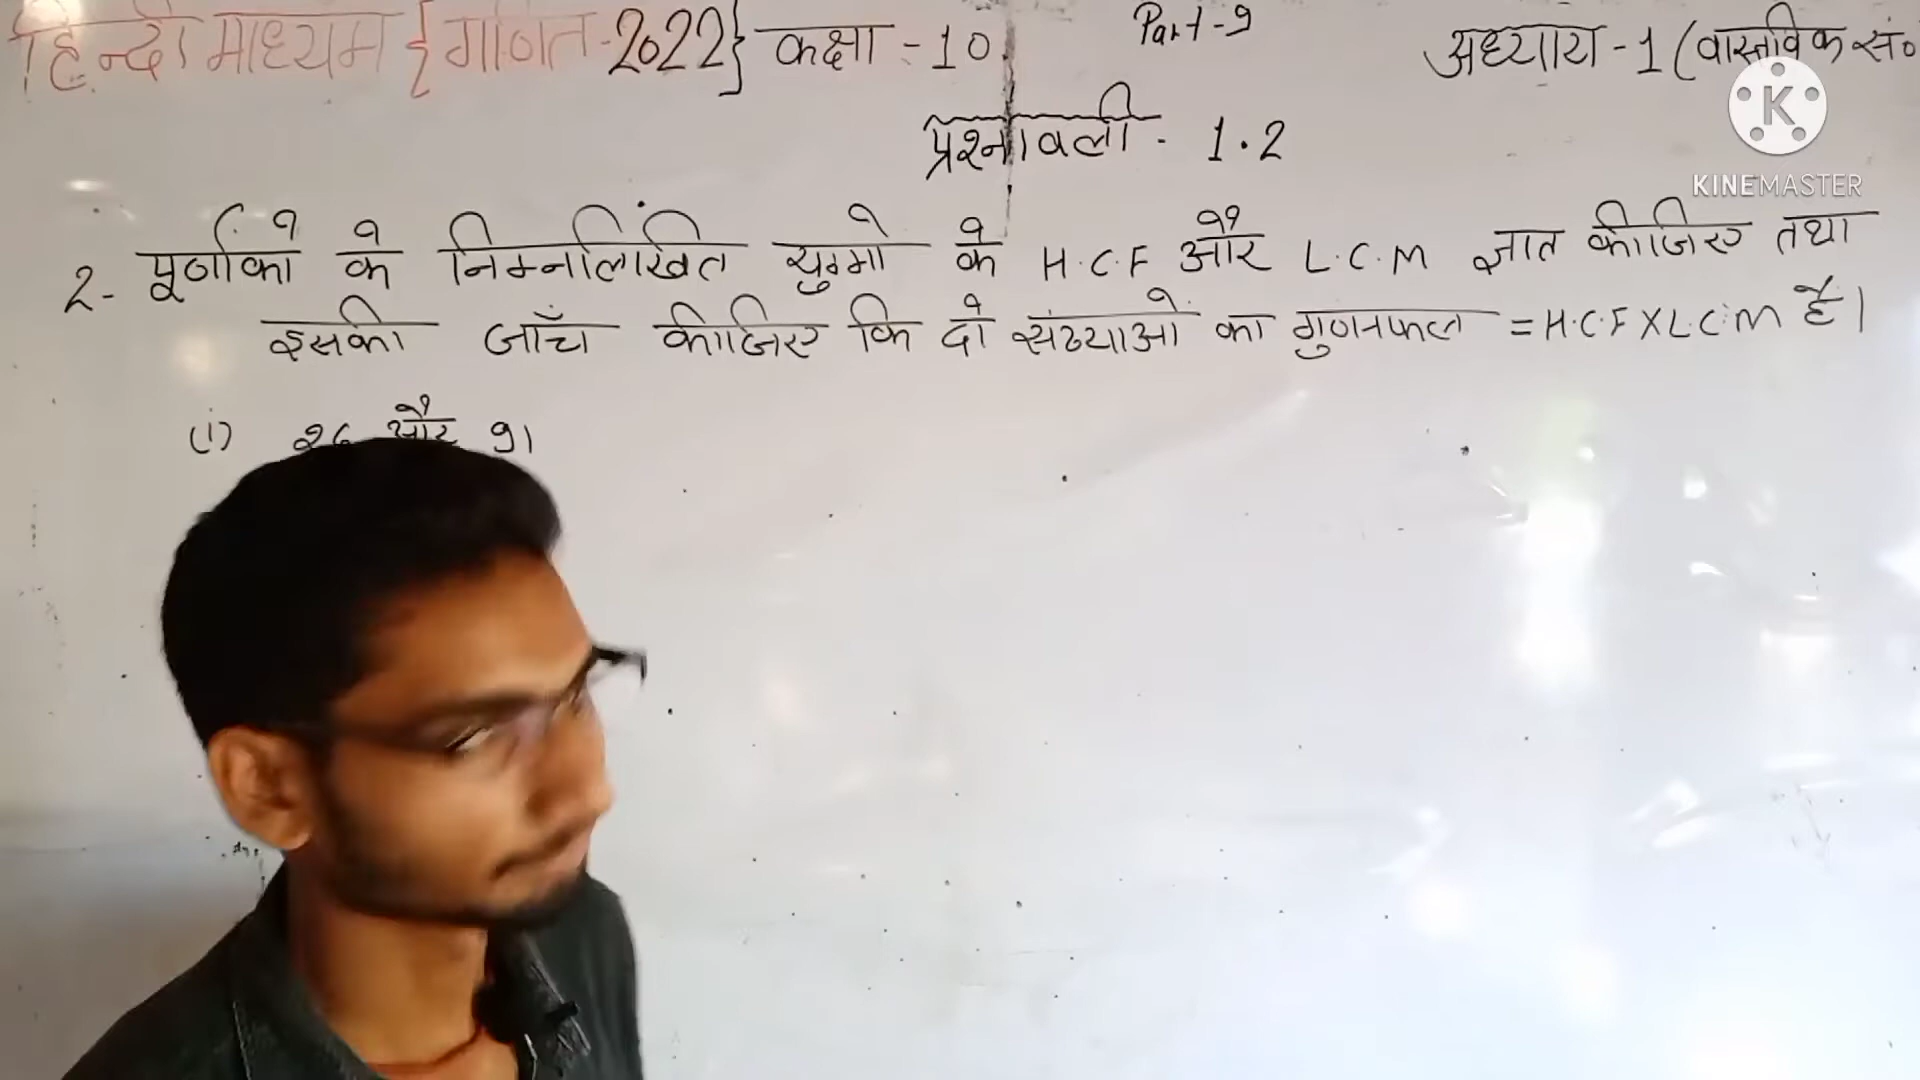 हिन्दी माध्यम {गणित-2022} कक्षा - 10
Part-9
अध्याय-1 (वास्तविक सं०
प्रश्नावली - 1.2
KINEMASTER
2- पूर्णांको के निम्नलिखित युग्मो के H.C.F और L.C.M ज्ञात कीजिए तथा
इसकी जाँच कीजिए कि दो संख्याओ का गुणनफल = H.C.F X L.C.M है।
(i) 26 और 91